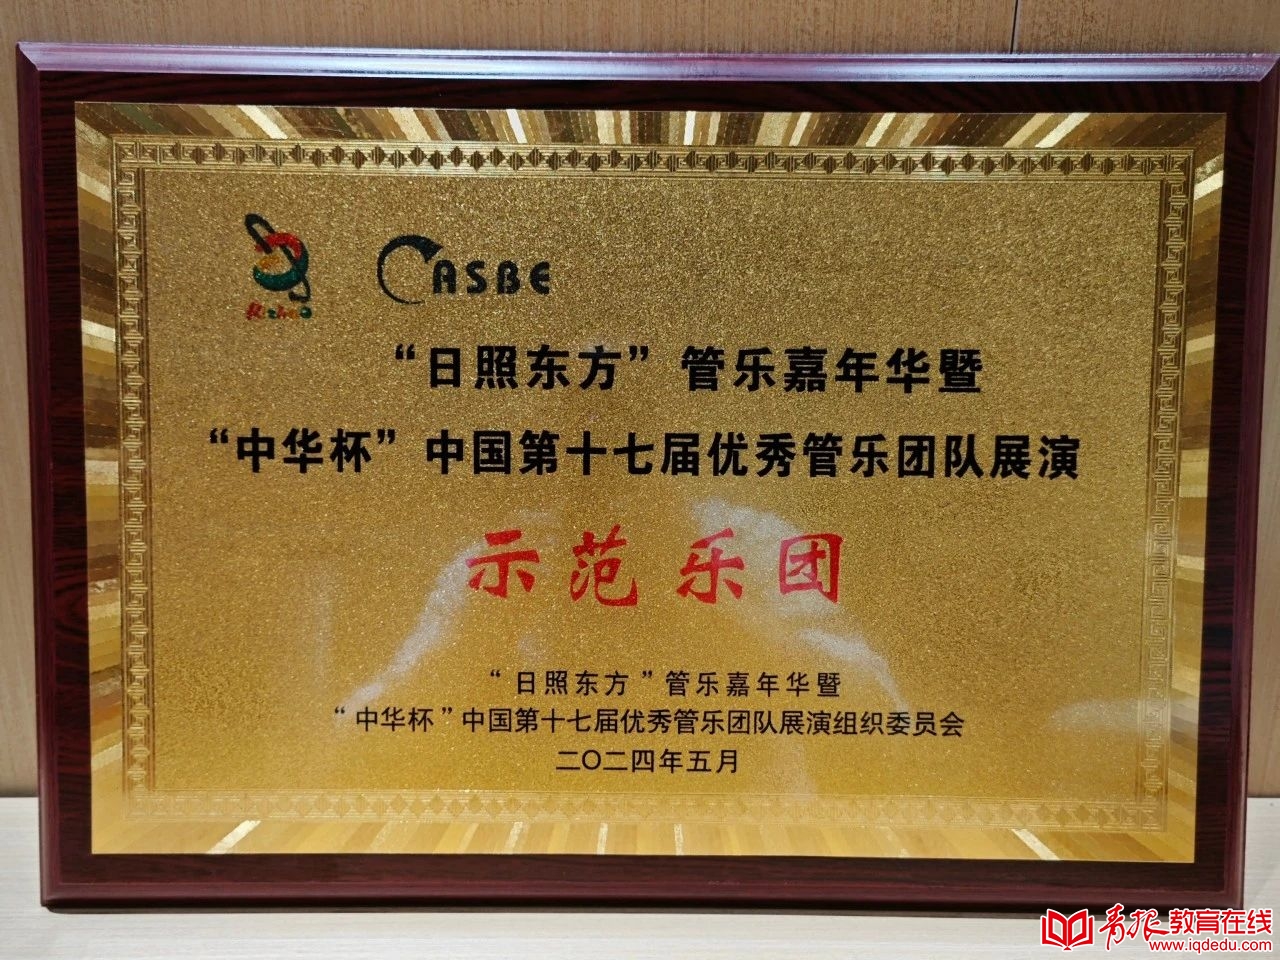 Rizhao
CASBE
“日照东方”管乐嘉年华暨
“中华杯”中国第十七届优秀管乐团队展演
示范乐团
“日照东方”管乐嘉年华暨
“中华杯”中国第十七届优秀管乐团队展演组织委员会
二〇二四年五月
青报教育在线
www.iqdedu.com